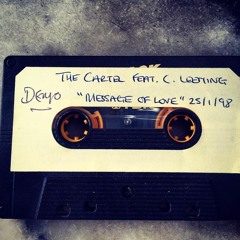 THE CARTEL FEAT. C. LEETING
DEMO "MESSAGE OF LOVE" 25/1/98